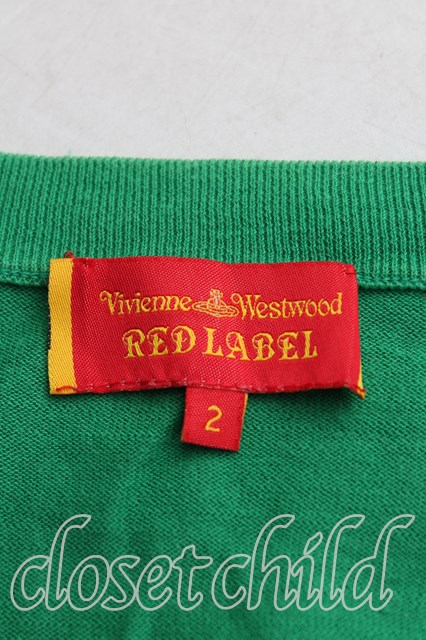 Vivienne Westwood
RED LABEL
2
closet child